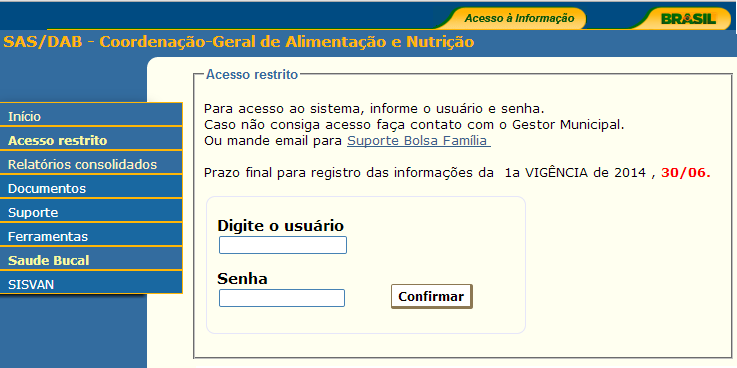 Acesso à Informação
BRASIL
SAS/DAB - Coordenação-Geral de Alimentação e Nutrição
Início
Acesso restrito
Relatórios consolidados
Documentos
Suporte
Ferramentas
Saude Bucal
SISVAN
Acesso restrito
Para acesso ao sistema, informe o usuário e senha.
Caso não consiga acesso faça contato com o Gestor Municipal.
Ou mande email para Suporte Bolsa Família
Prazo final para registro das informações da 1a VIGÊNCIA de 2014 , 30/06.
Digite o usuário
Senha
Confirmar